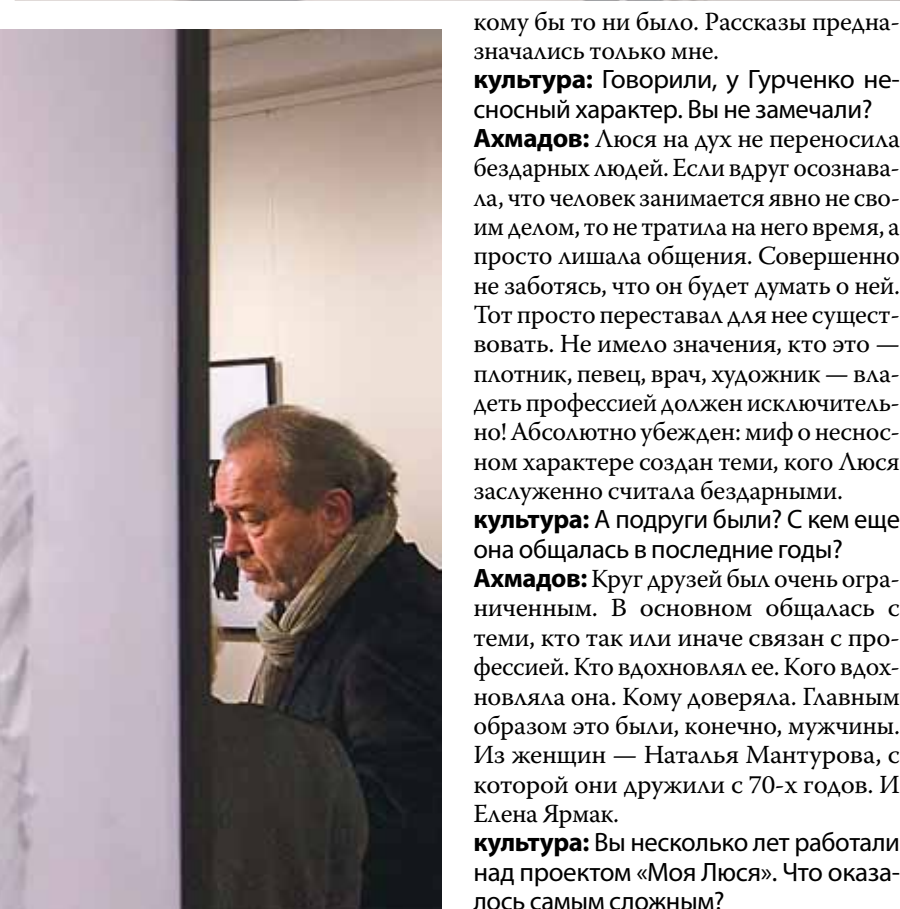 кому бы то ни было. Рассказы предна-
значались только мне.
культура: Говорили, у Гурченко не-
сносный характер. Вы не замечали?
Ахмадов: Люся на дух не переносила
бездарных людей. Если вдруг осознава-
ла, что человек занимается явно не сво-
им делом, то не тратила на него время, а
просто лишала общения. Совершенно
не заботясь, что он будет думать о ней.
Тот просто переставал для нее сущест-
вовать. Не имело значения, кто это —
плотник, певец, врач, художник — вла-
деть профессией должен исключитель-
но! Абсолютно убежден: миф о неснос-
ном характере создан теми, кого Люся
заслуженно считала бездарными.
культура: А подруги были? С кем еще
она общалась в последние годы?
Ахмадов: Круг друзей был очень огра-
ниченным. В основном общалась с
теми, кто так или иначе связан с про-
фессией. Кто вдохновлял ее. Кого вдох-
новляла она. Кому доверяла. Главным
образом это были, конечно, мужчины.
Из женщин — Наталья Мантурова, с
которой они дружили с 70-х годов. И
Елена Ярмак.
культура: Вы несколько лет работали
над проектом «Моя Люся». Что оказа-
лось самым сложным?